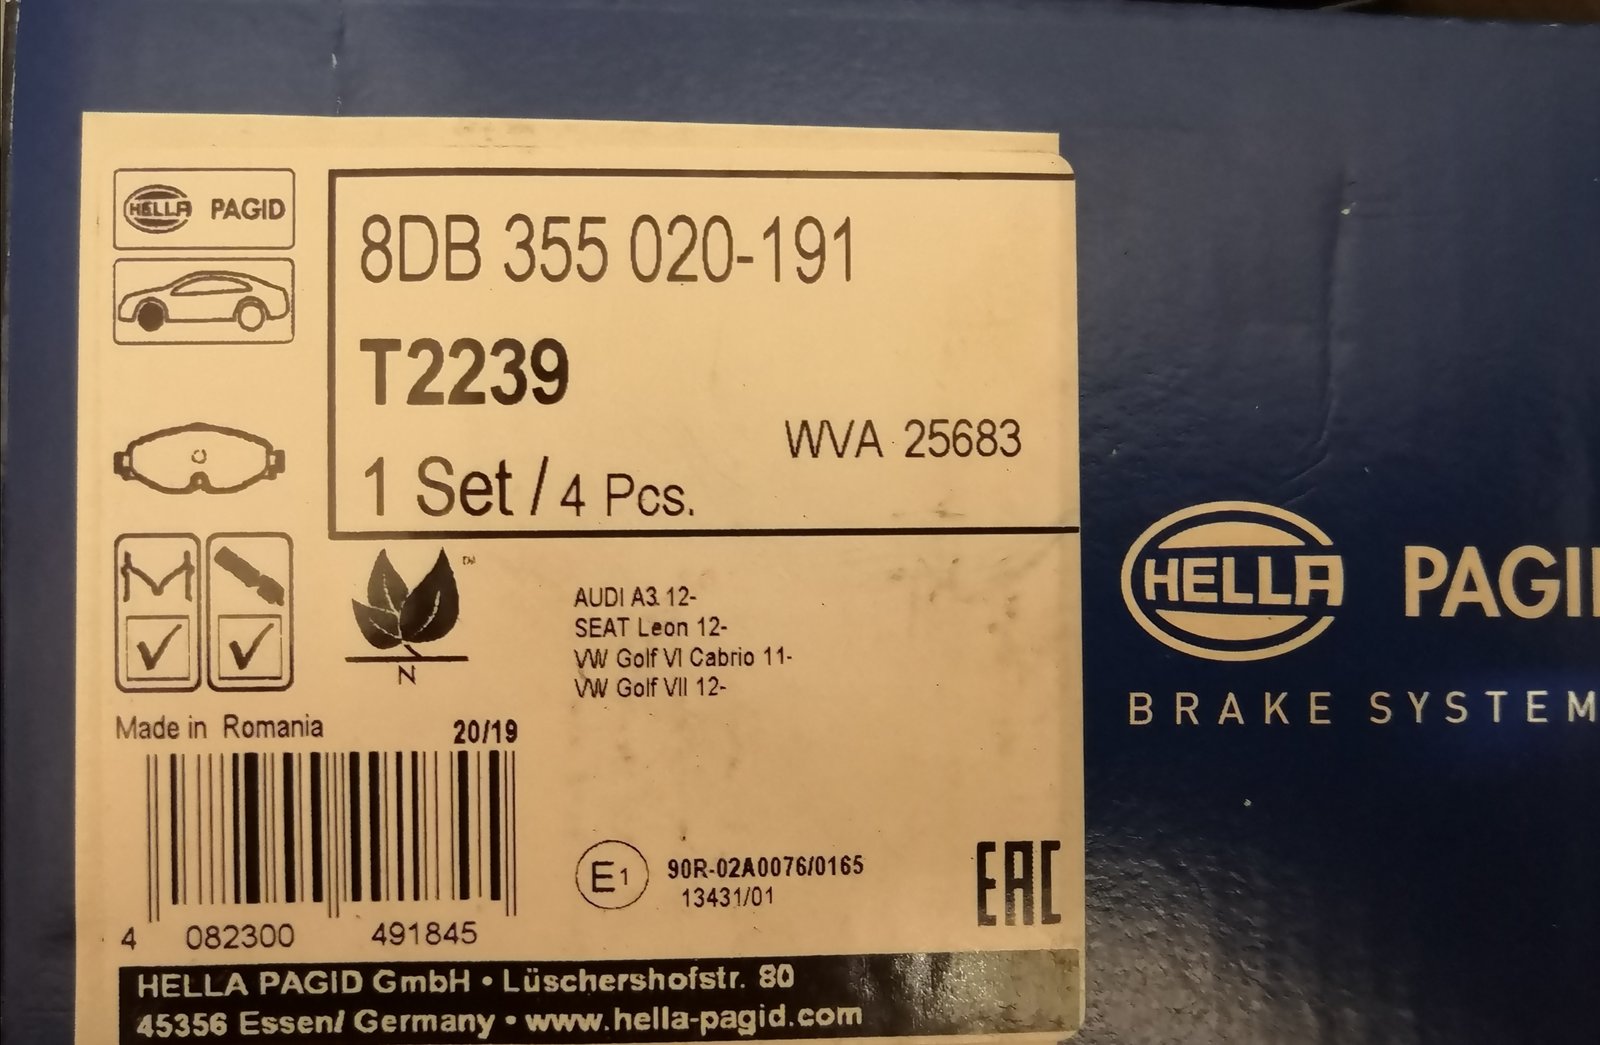 HELLA PAGID
8DB 355 020-191
T2239
WVA 25683
1 Set / 4 Pcs.
TM
N
AUDI A3 12-
SEAT Leon 12-
VW Golf VI Cabrio 11-
VW Golf VII 12-
Made in Romania 20/19
4 082300 491845
E1 90R-02A0076/0165
13431/01
EAC
HELLA PAGID GmbH • Lüschershofstr. 80
45356 Essen/ Germany • www.hella-pagid.com
HELLA PAGI
BRAKE SYSTEM